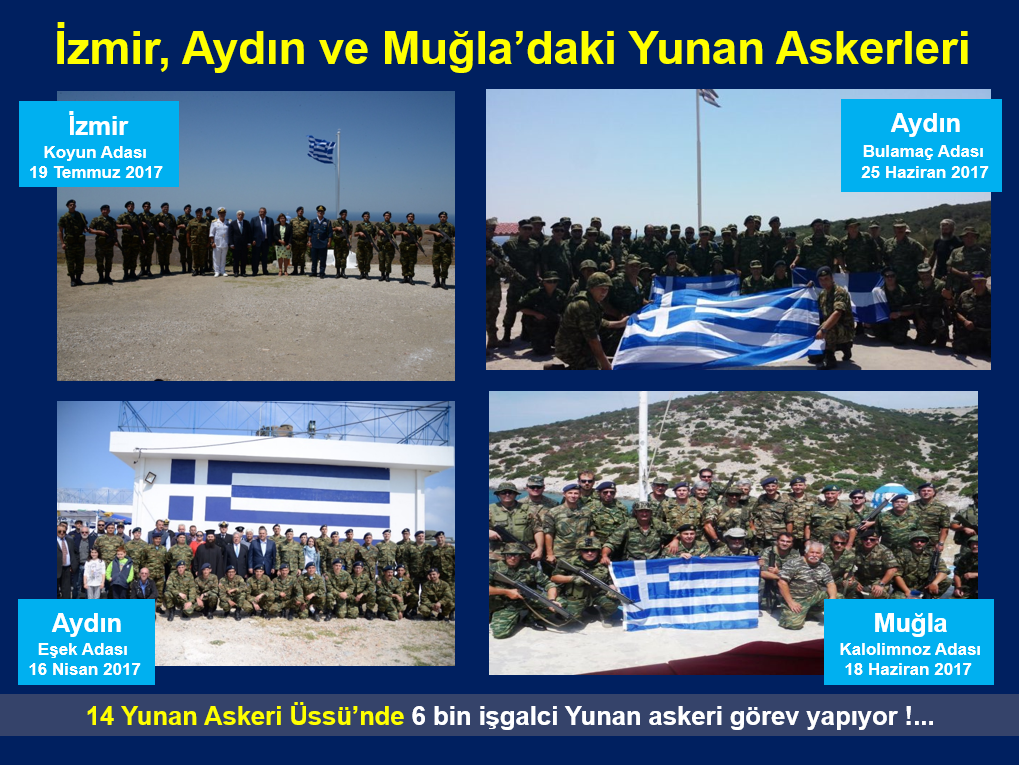 İzmir, Aydın ve Muğla’daki Yunan Askerleri
İzmir
Koyun Adası
19 Temmuz 2017
Aydın
Bulamaç Adası
25 Haziran 2017
Aydın
Eşek Adası
16 Nisan 2017
Muğla
Kalolimnoz Adası
18 Haziran 2017
14 Yunan Askeri Üssü’nde 6 bin işgalci Yunan askeri görev yapıyor !...